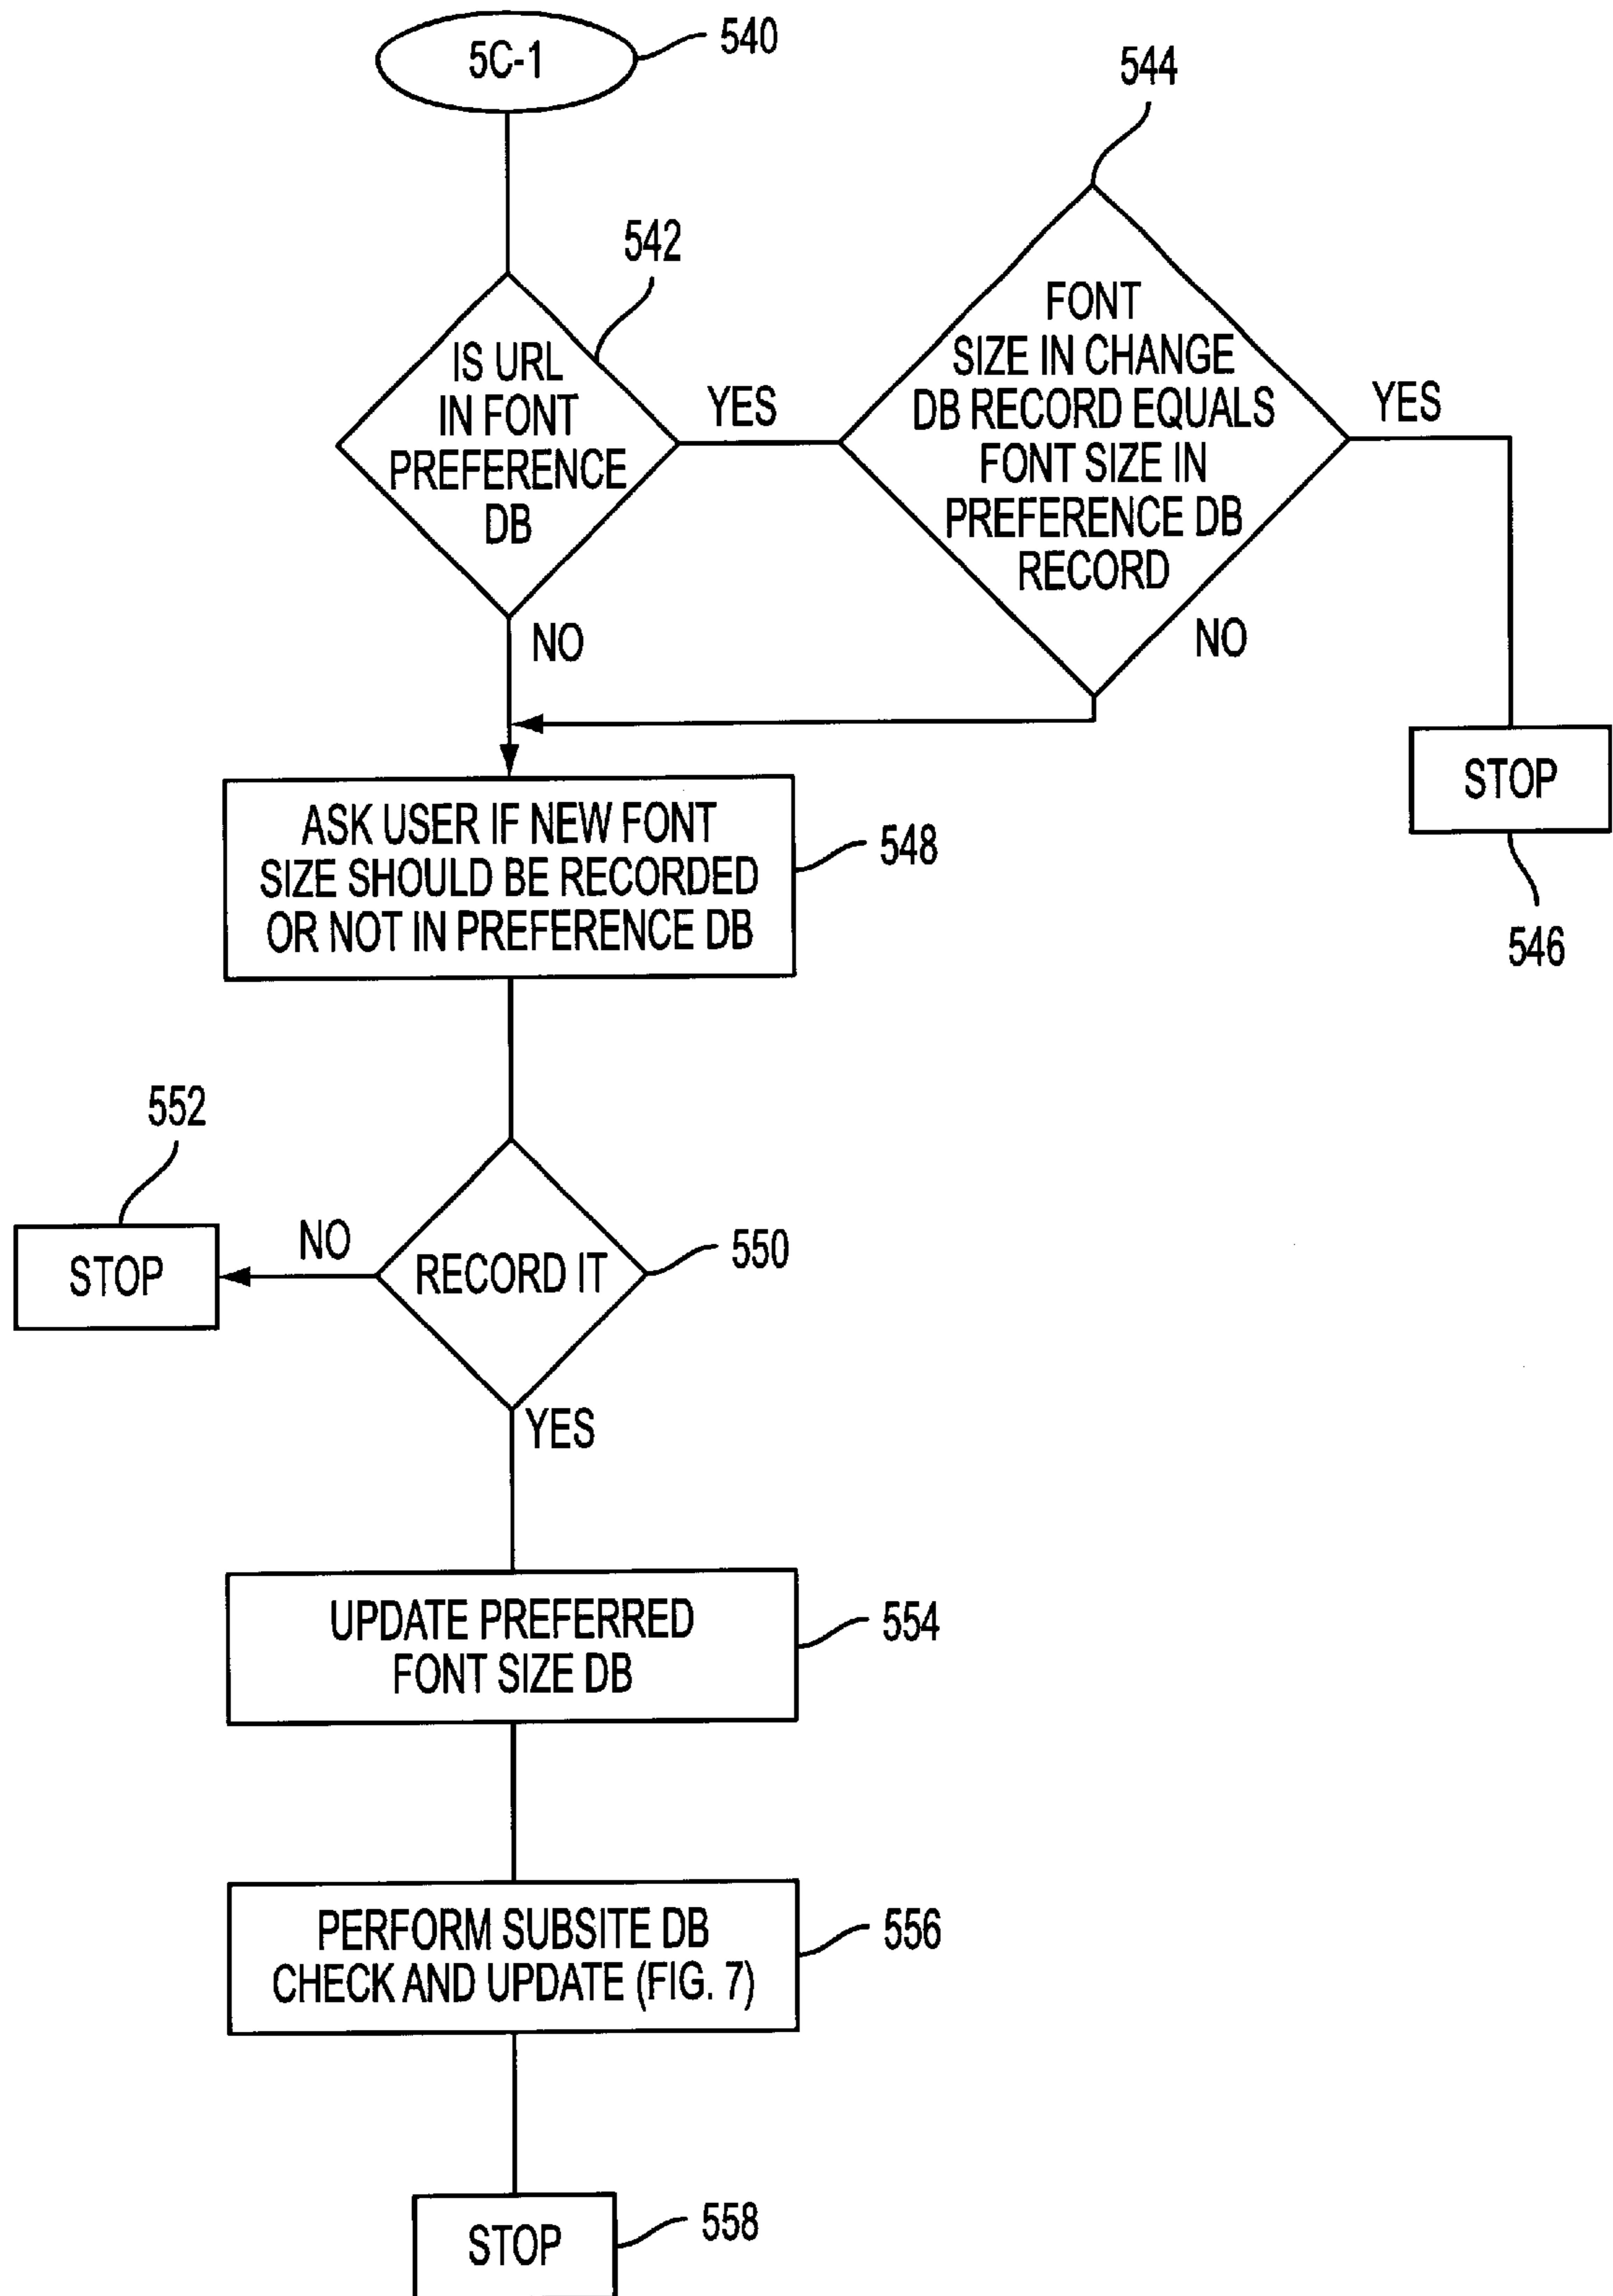 5C-1
540
544
542
IS URL
IN FONT
PREFERENCE
DB
YES
FONT
SIZE IN CHANGE
DB RECORD EQUALS
FONT SIZE IN
PREFERENCE DB
RECORD
YES
NO
NO
STOP
546
ASK USER IF NEW FONT
SIZE SHOULD BE RECORDED
OR NOT IN PREFERENCE DB
548
552
STOP
NO
RECORD IT
550
YES
UPDATE PREFERRED
FONT SIZE DB
554
PERFORM SUBSITE DB
CHECK AND UPDATE (FIG. 7)
556
STOP
558